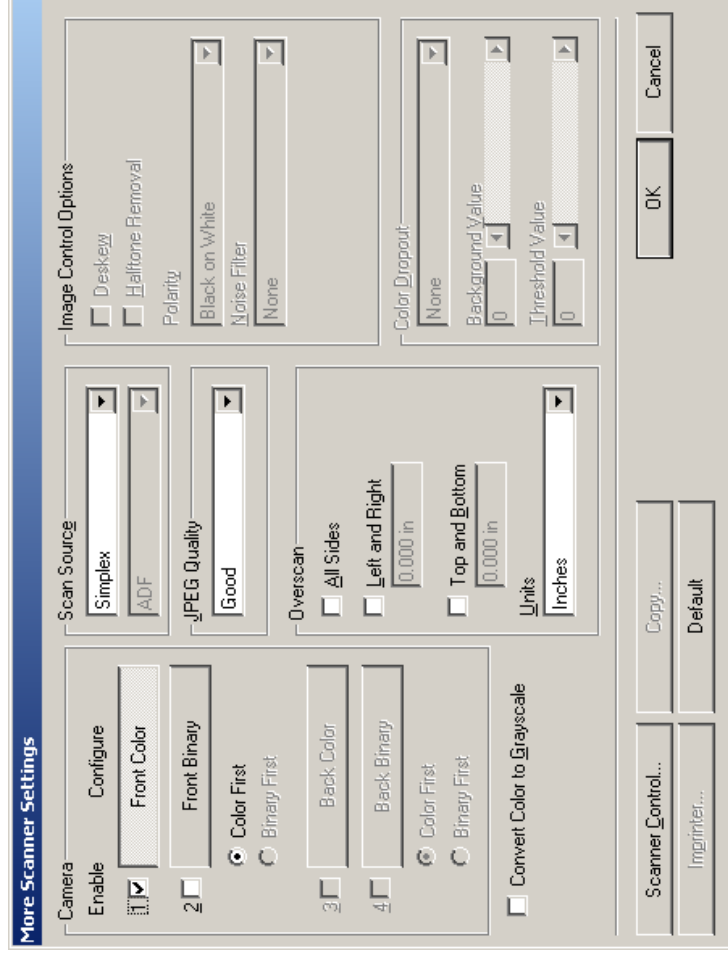 More Scanner Settings
Camera
Enable Configure
1 Front Color
2 Front Binary
Color First
Binary First
3 Back Color
4 Back Binary
Color First
Binary First
Convert Color to Grayscale
Scan Source
Simplex
ADF
JPEG Quality
Good
Overscan
All Sides
Left and Right
0.000 in
Top and Bottom
0.000 in
Units
Inches
Image Control Options
Deskew
Halftone Removal
Polarity
Black on White
Noise Filter
None
Color Dropout
None
Background Value
0
Threshold Value
0
Scanner Control...
Copy...
Imprinter...
Default
OK
Cancel